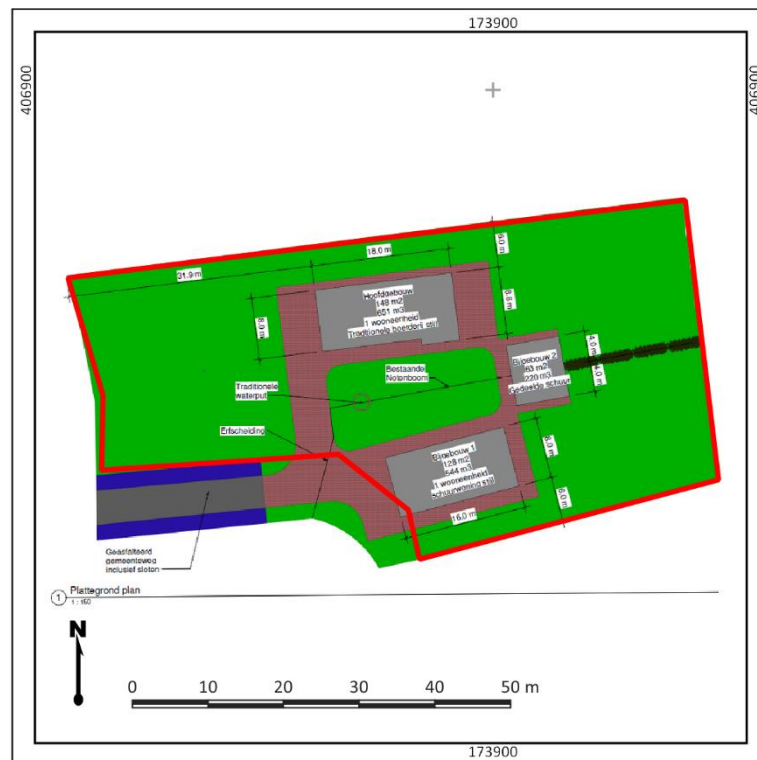 173900
406900
406900
18.0 m
31.9 m
6.0 m
8.8 m
Hoofdgebouw
148 m2
651 m3
1 wooneenheid
Traditionele boerderij stijl
8.0 m
4.0 m
4.0 m
Bijgebouw 2
63 m2
220 m3
Gedeelde schuur
Bestaande
Notenboom
Traditionele
waterput
Erfscheiding
Bijgebouw 1
128 m2
544 m3
1 wooneenheid
schuurwoning stijl
8.0 m
6.0 m
16.0 m
Geasfalteerd
gemeenteweg
inclusief sloten
1 Plattegrond plan
1 : 150
N
0 10 20 30 40 50 m
173900